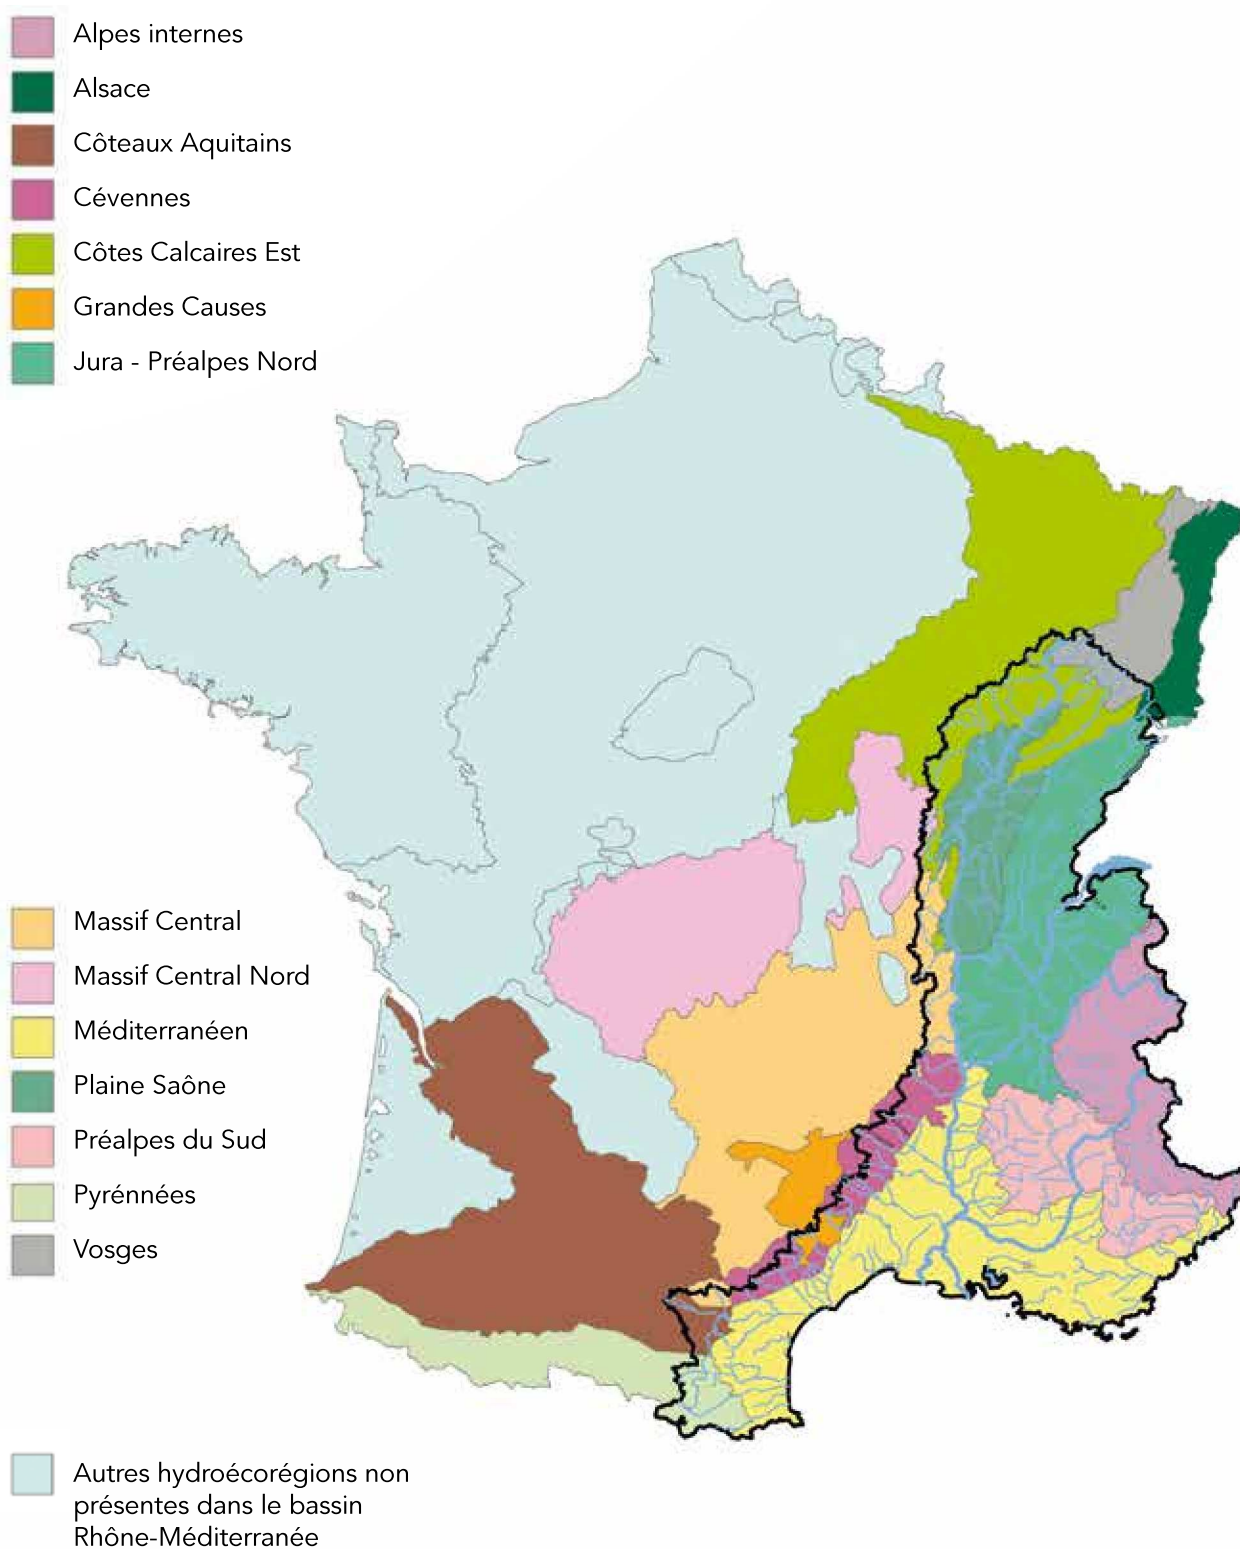 Alpes internes
Alsace
Côteaux Aquitains
Cévennes
Côtes Calcaires Est
Grandes Causes
Jura - Préalpes Nord
Massif Central
Massif Central Nord
Méditerranéen
Plaine Saône
Préalpes du Sud
Pyrénnées
Vosges
Autres hydroécorégions non
présentes dans le bassin
Rhône-Méditerranée